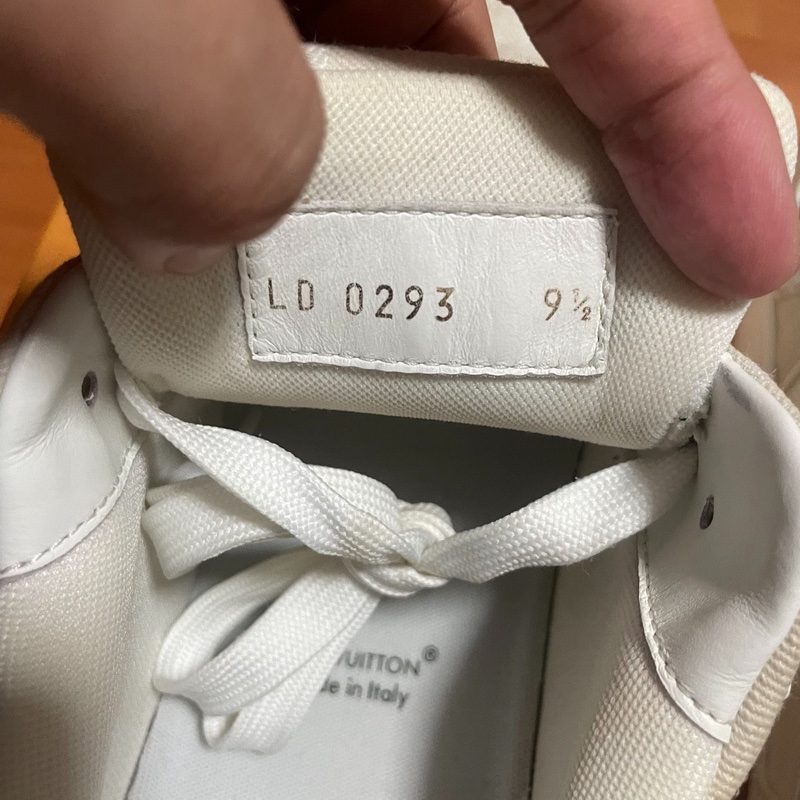 LD 0293 9½
VUITTON®
de in Italy